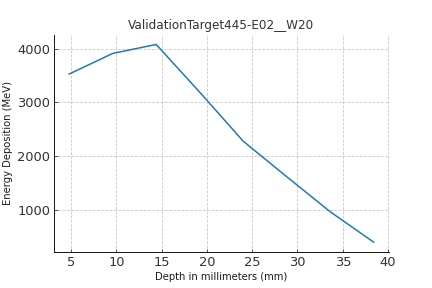 ValidationTarget445-E02__W20
Energy Deposition (MeV)
4000
3000
2000
1000
5 10 15 20 25 30 35 40
Depth in millimeters (mm)